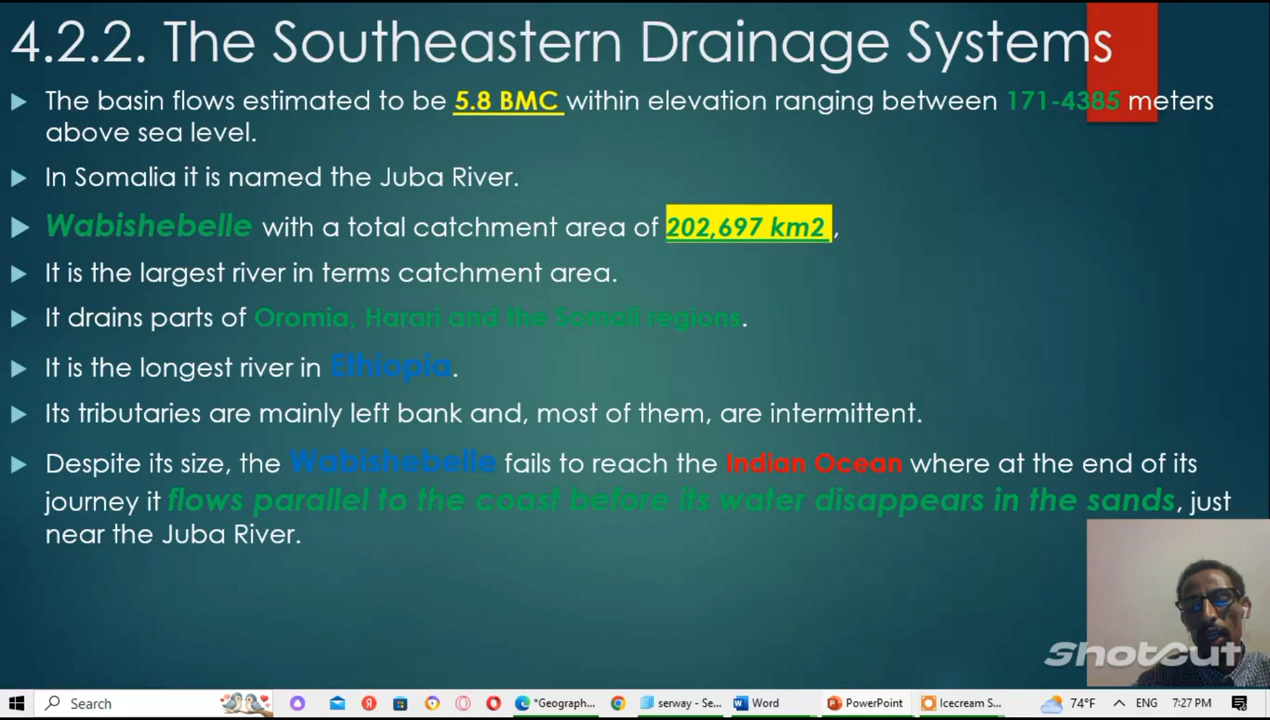 4.2.2. The Southeastern Drainage Systems
The basin flows estimated to be 5.8 BMC within elevation ranging between 171-4385 meters
above sea level.
In Somalia it is named the Juba River.
Wabishebelle with a total catchment area of 202,697 km2 ,
It is the largest river in terms catchment area.
It drains parts of Oromia, Harari and the Somali regions.
It is the longest river in Ethiopia.
Its tributaries are mainly left bank and, most of them, are intermittent.
Despite its size, the Wabishebelle fails to reach the Indian Ocean where at the end of its
journey it flows parallel to the coast before its water disappears in the sands, just
near the Juba River.
SHOTCUT
Search
*Geograph...
serway - Se...
Word
PowerPoint
Icecream S...
74°F
ENG
7:27 PM